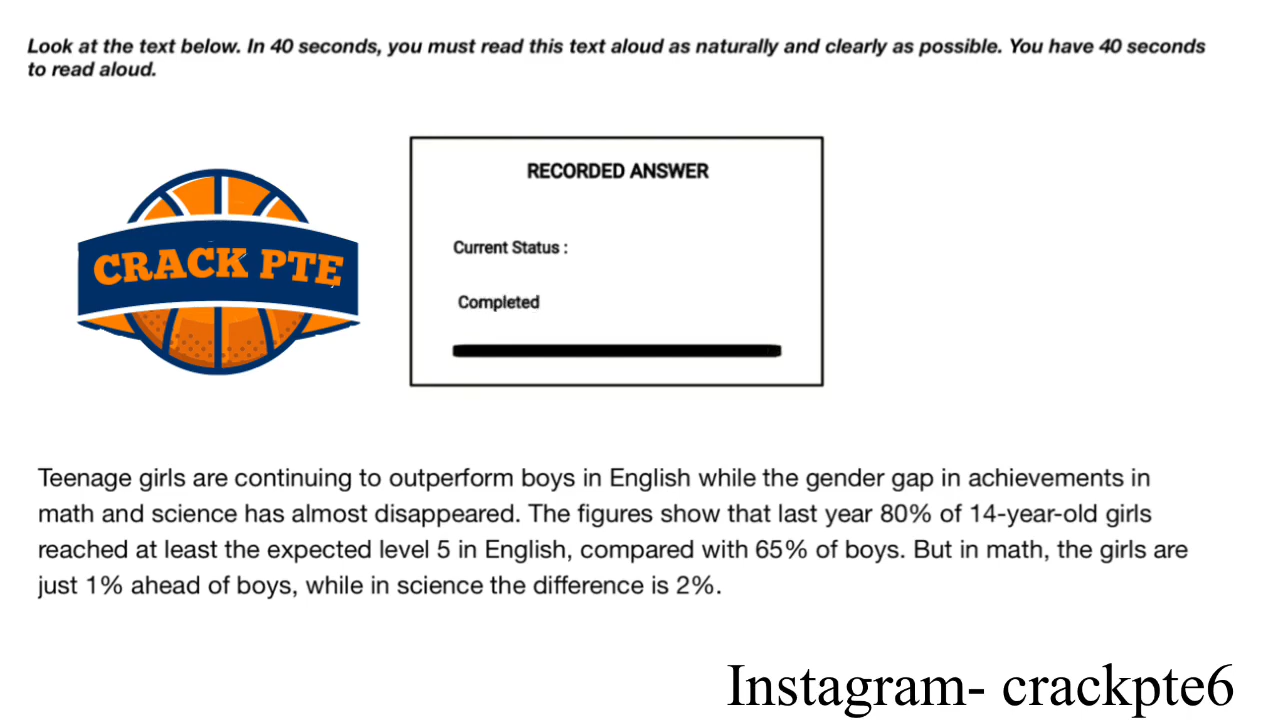 Look at the text below. In 40 seconds, you must read this text aloud as naturally and clearly as possible. You have 40 seconds
to read aloud.
CRACK PTE
RECORDED ANSWER
Current Status :
Completed
Teenage girls are continuing to outperform boys in English while the gender gap in achievements in
math and science has almost disappeared. The figures show that last year 80% of 14-year-old girls
reached at least the expected level 5 in English, compared with 65% of boys. But in math, the girls are
just 1% ahead of boys, while in science the difference is 2%.
Instagram- crackpte6